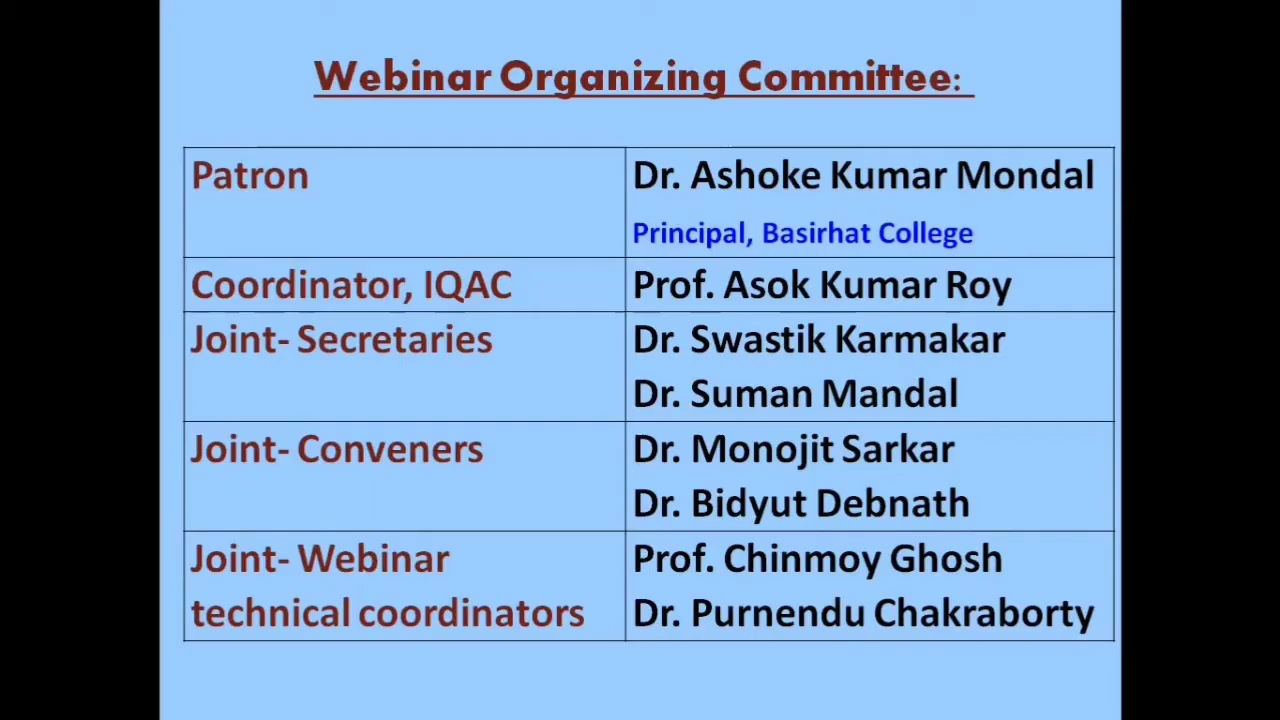 Webinar Organizing Committee:
Patron
Dr. Ashoke Kumar Mondal
Principal, Basirhat College
Coordinator, IQAC
Prof. Asok Kumar Roy
Joint- Secretaries
Dr. Swastik Karmakar
Dr. Suman Mandal
Joint- Conveners
Dr. Monojit Sarkar
Dr. Bidyut Debnath
Joint- Webinar
technical coordinators
Prof. Chinmoy Ghosh
Dr. Purnendu Chakraborty